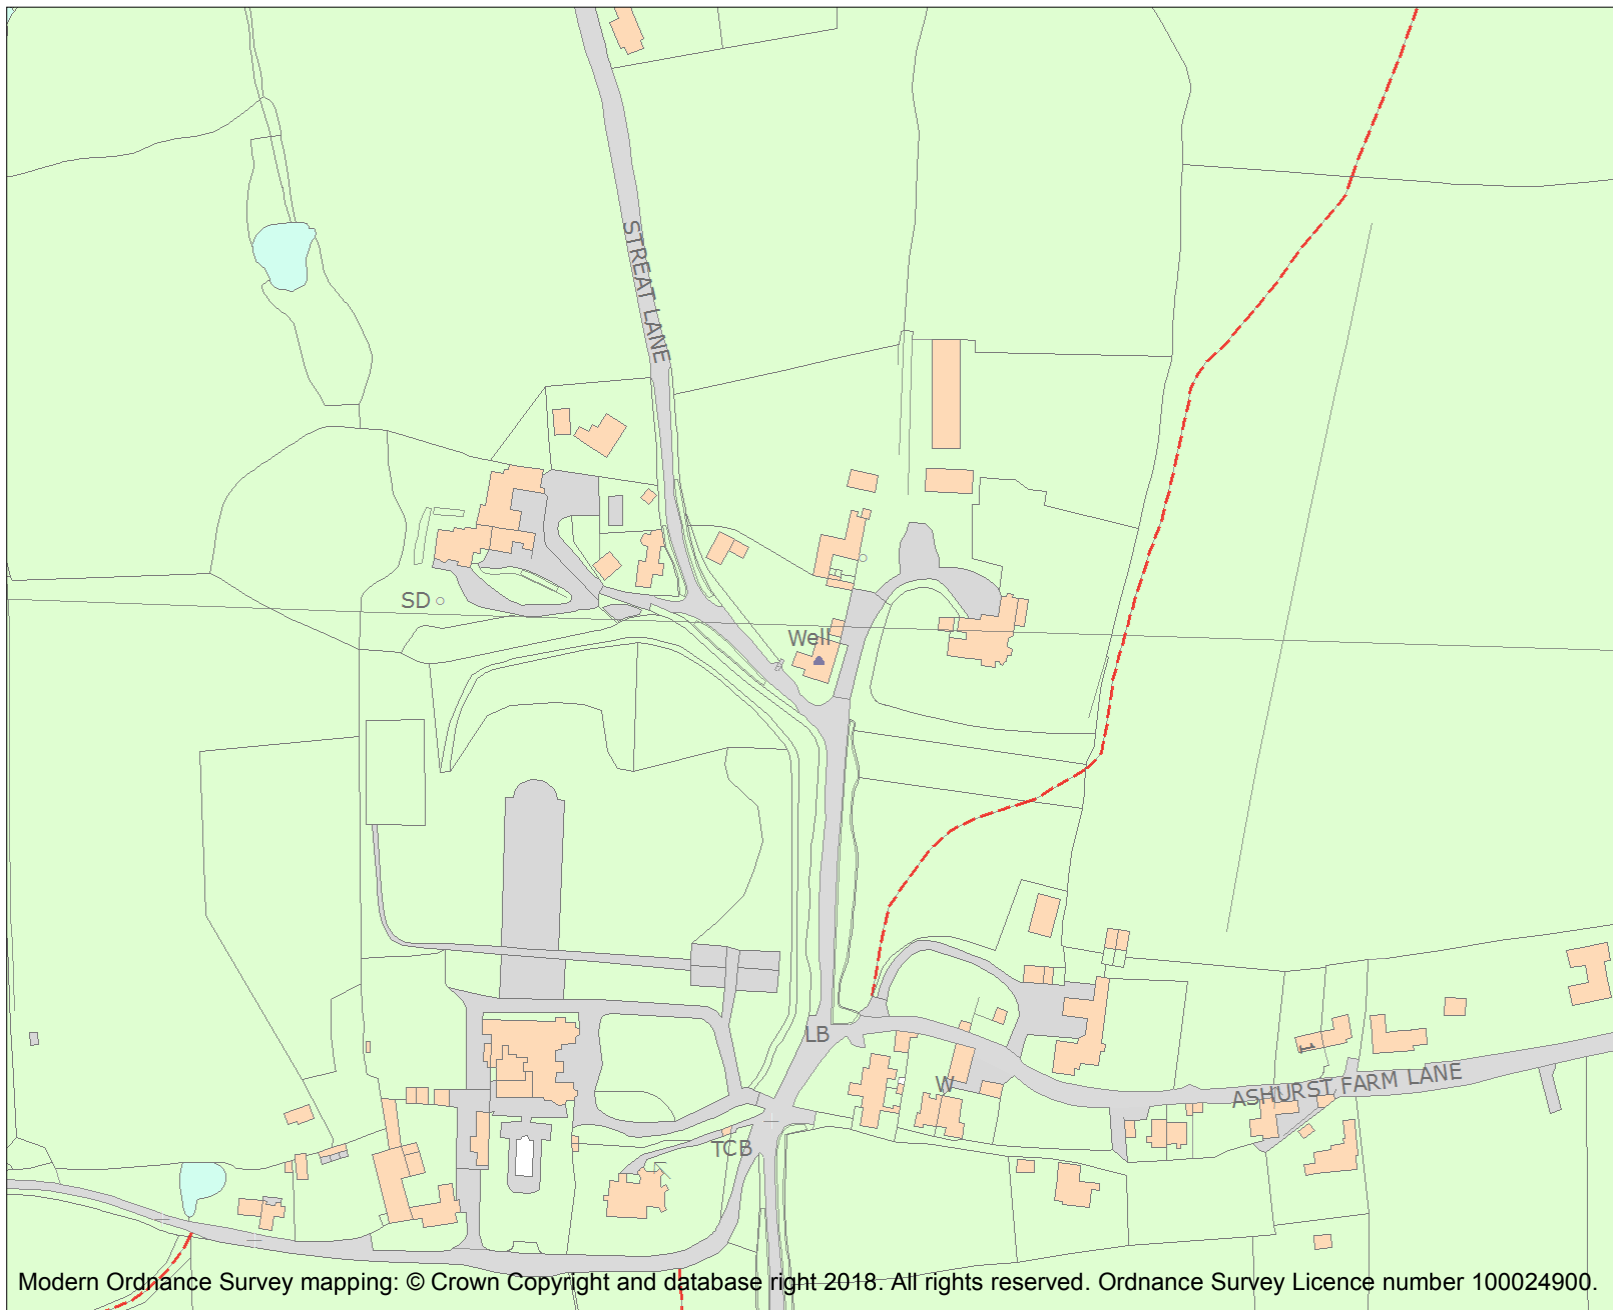 STREAT LANE
SD
Well
LB
W
1
ASHURST FARM LANE
TCB
Modern Ordnance Survey mapping: © Crown Copyright and database right 2018. All rights reserved. Ordnance Survey Licence number 100024900.